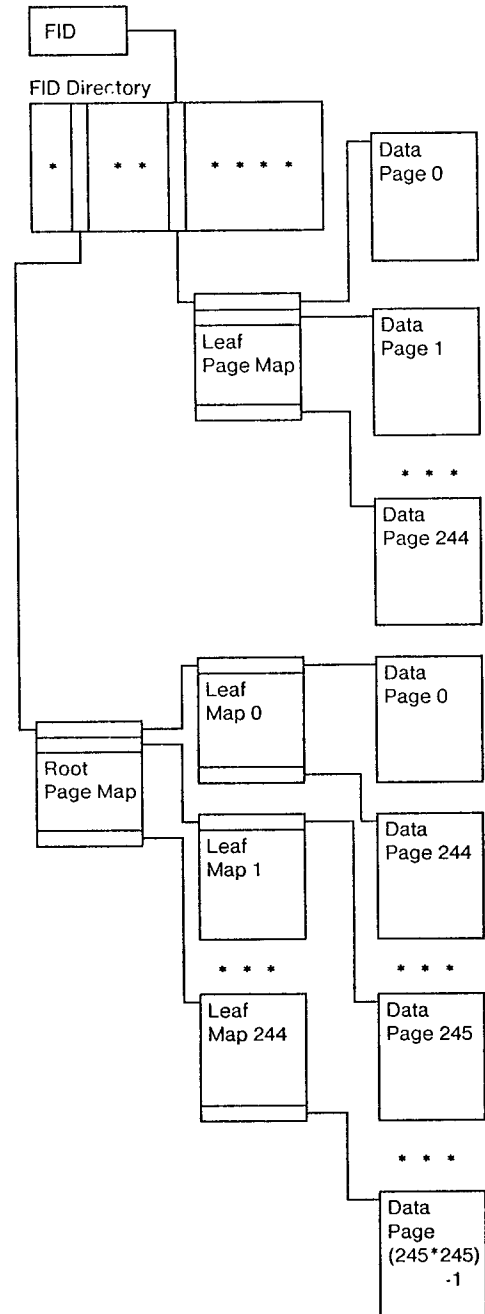 FID
FID Directory
* * * * * * *
Data
Page 0
Leaf
Page Map
Data
Page 1
* * *
Data
Page 244
Root
Page Map
Leaf
Map 0
Data
Page 0
Leaf
Map 1
Data
Page 244
* * *
* * *
Leaf
Map 244
Data
Page 245
* * *
Data
Page
(245*245)
-1